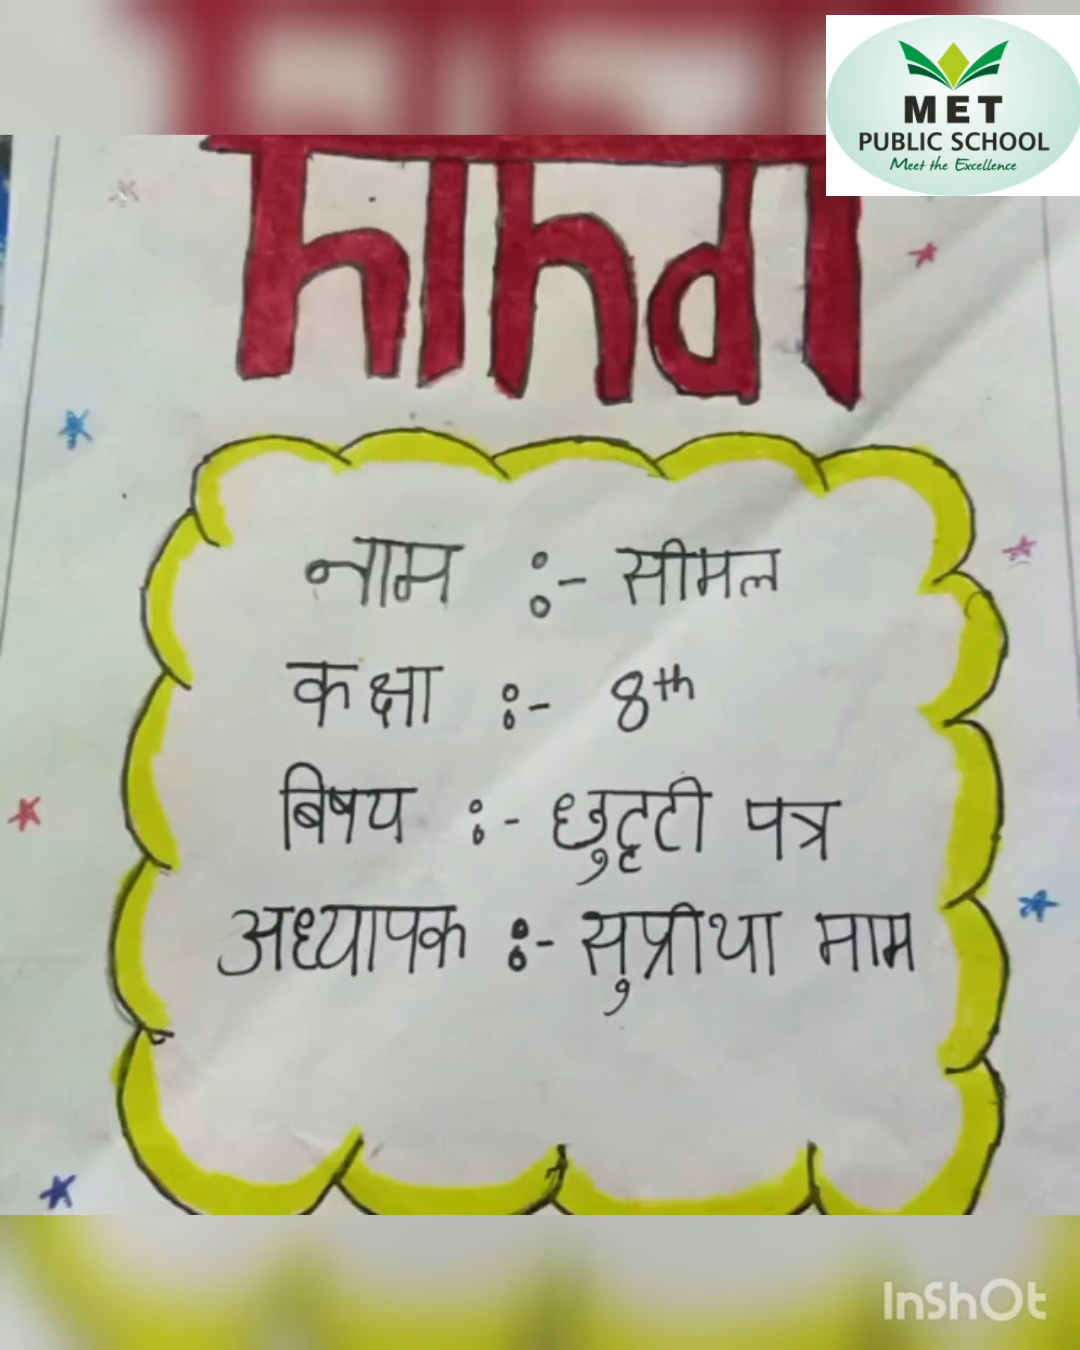 MET
PUBLIC SCHOOL
Meet the Excellence
HINDI
नाम :- सीमल
कक्षा :- 8th
बिषय :- छुट्टी पत्र
अध्यापक :- सुप्रीया माम
InShOt